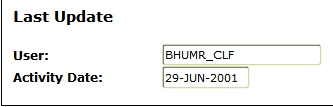 Last Update
User: BHUMR_CLF
Activity Date: 29-JUN-2001